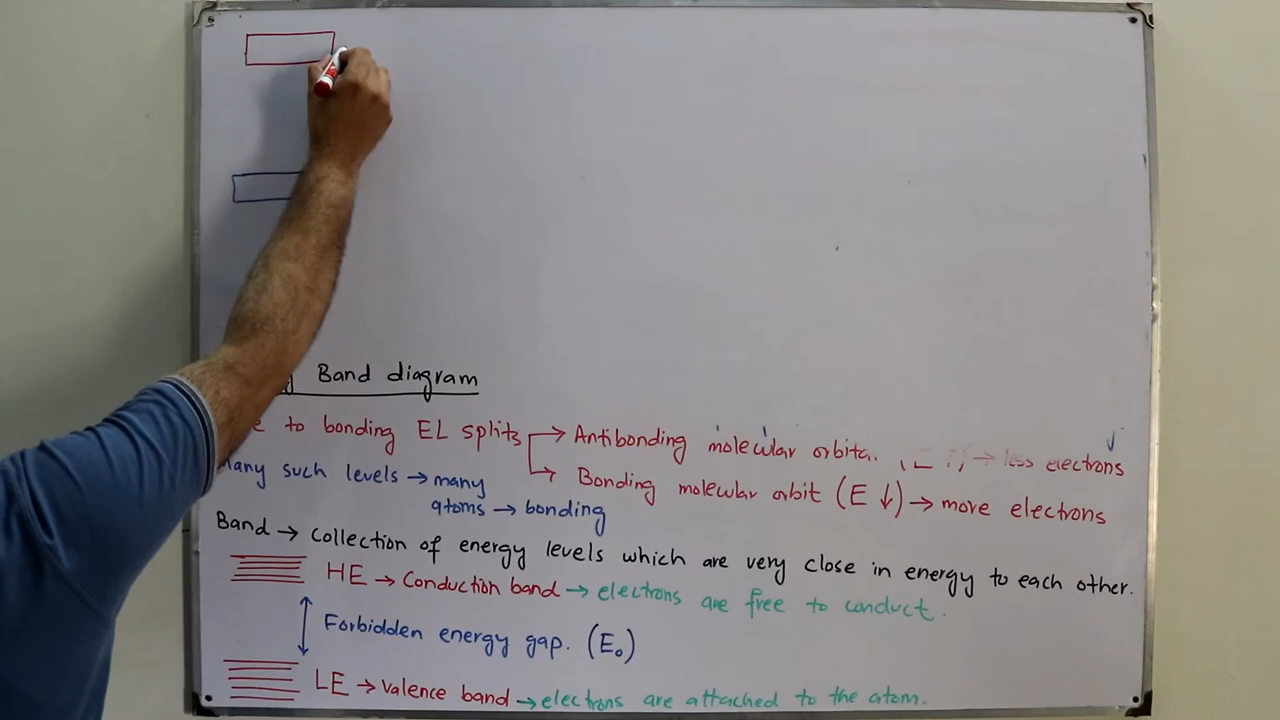 Band diagram
to bonding EL splits → Antibonding molecular
→ less electrons
many such levels → many → Bonding molecular orbit (E ↓) → more electrons
atoms → bonding
Band → collection of energy levels which are very close in energy to each other.
HE → Conduction band → electrons are free to conduct.
Forbidden energy gap. (E₀)
LE → valence band → electrons are attached to the atom.